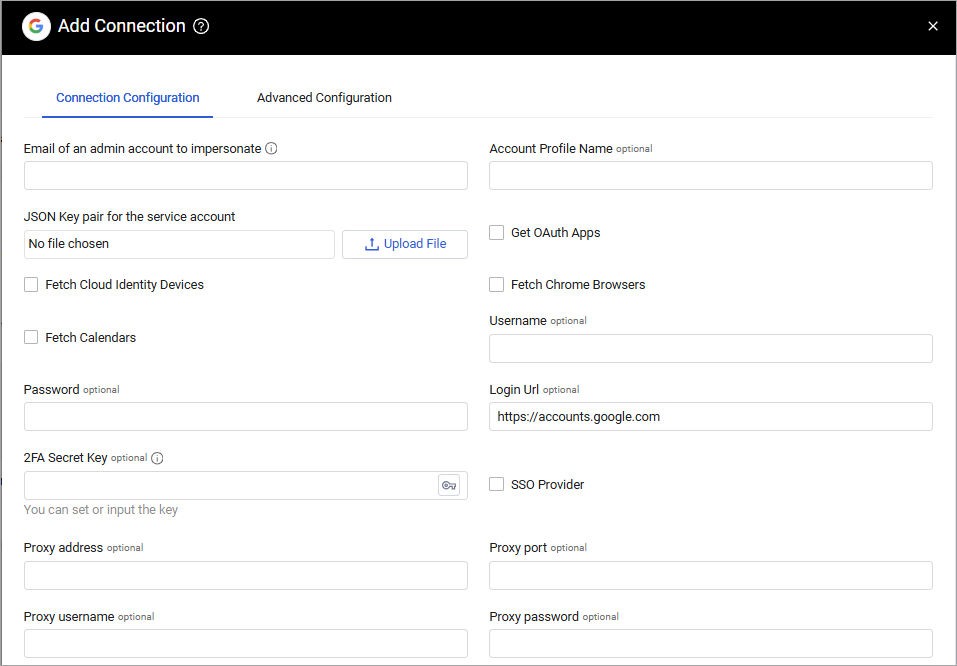 Add Connection
Connection Configuration
Advanced Configuration
Email of an admin account to impersonate
Account Profile Name optional
JSON Key pair for the service account
No file chosen
Upload File
Get OAuth Apps
Fetch Cloud Identity Devices
Fetch Chrome Browsers
Fetch Calendars
Username optional
Password optional
Login Url optional
https://accounts.google.com
2FA Secret Key optional
You can set or input the key
SSO Provider
Proxy address optional
Proxy port optional
Proxy username optional
Proxy password optional